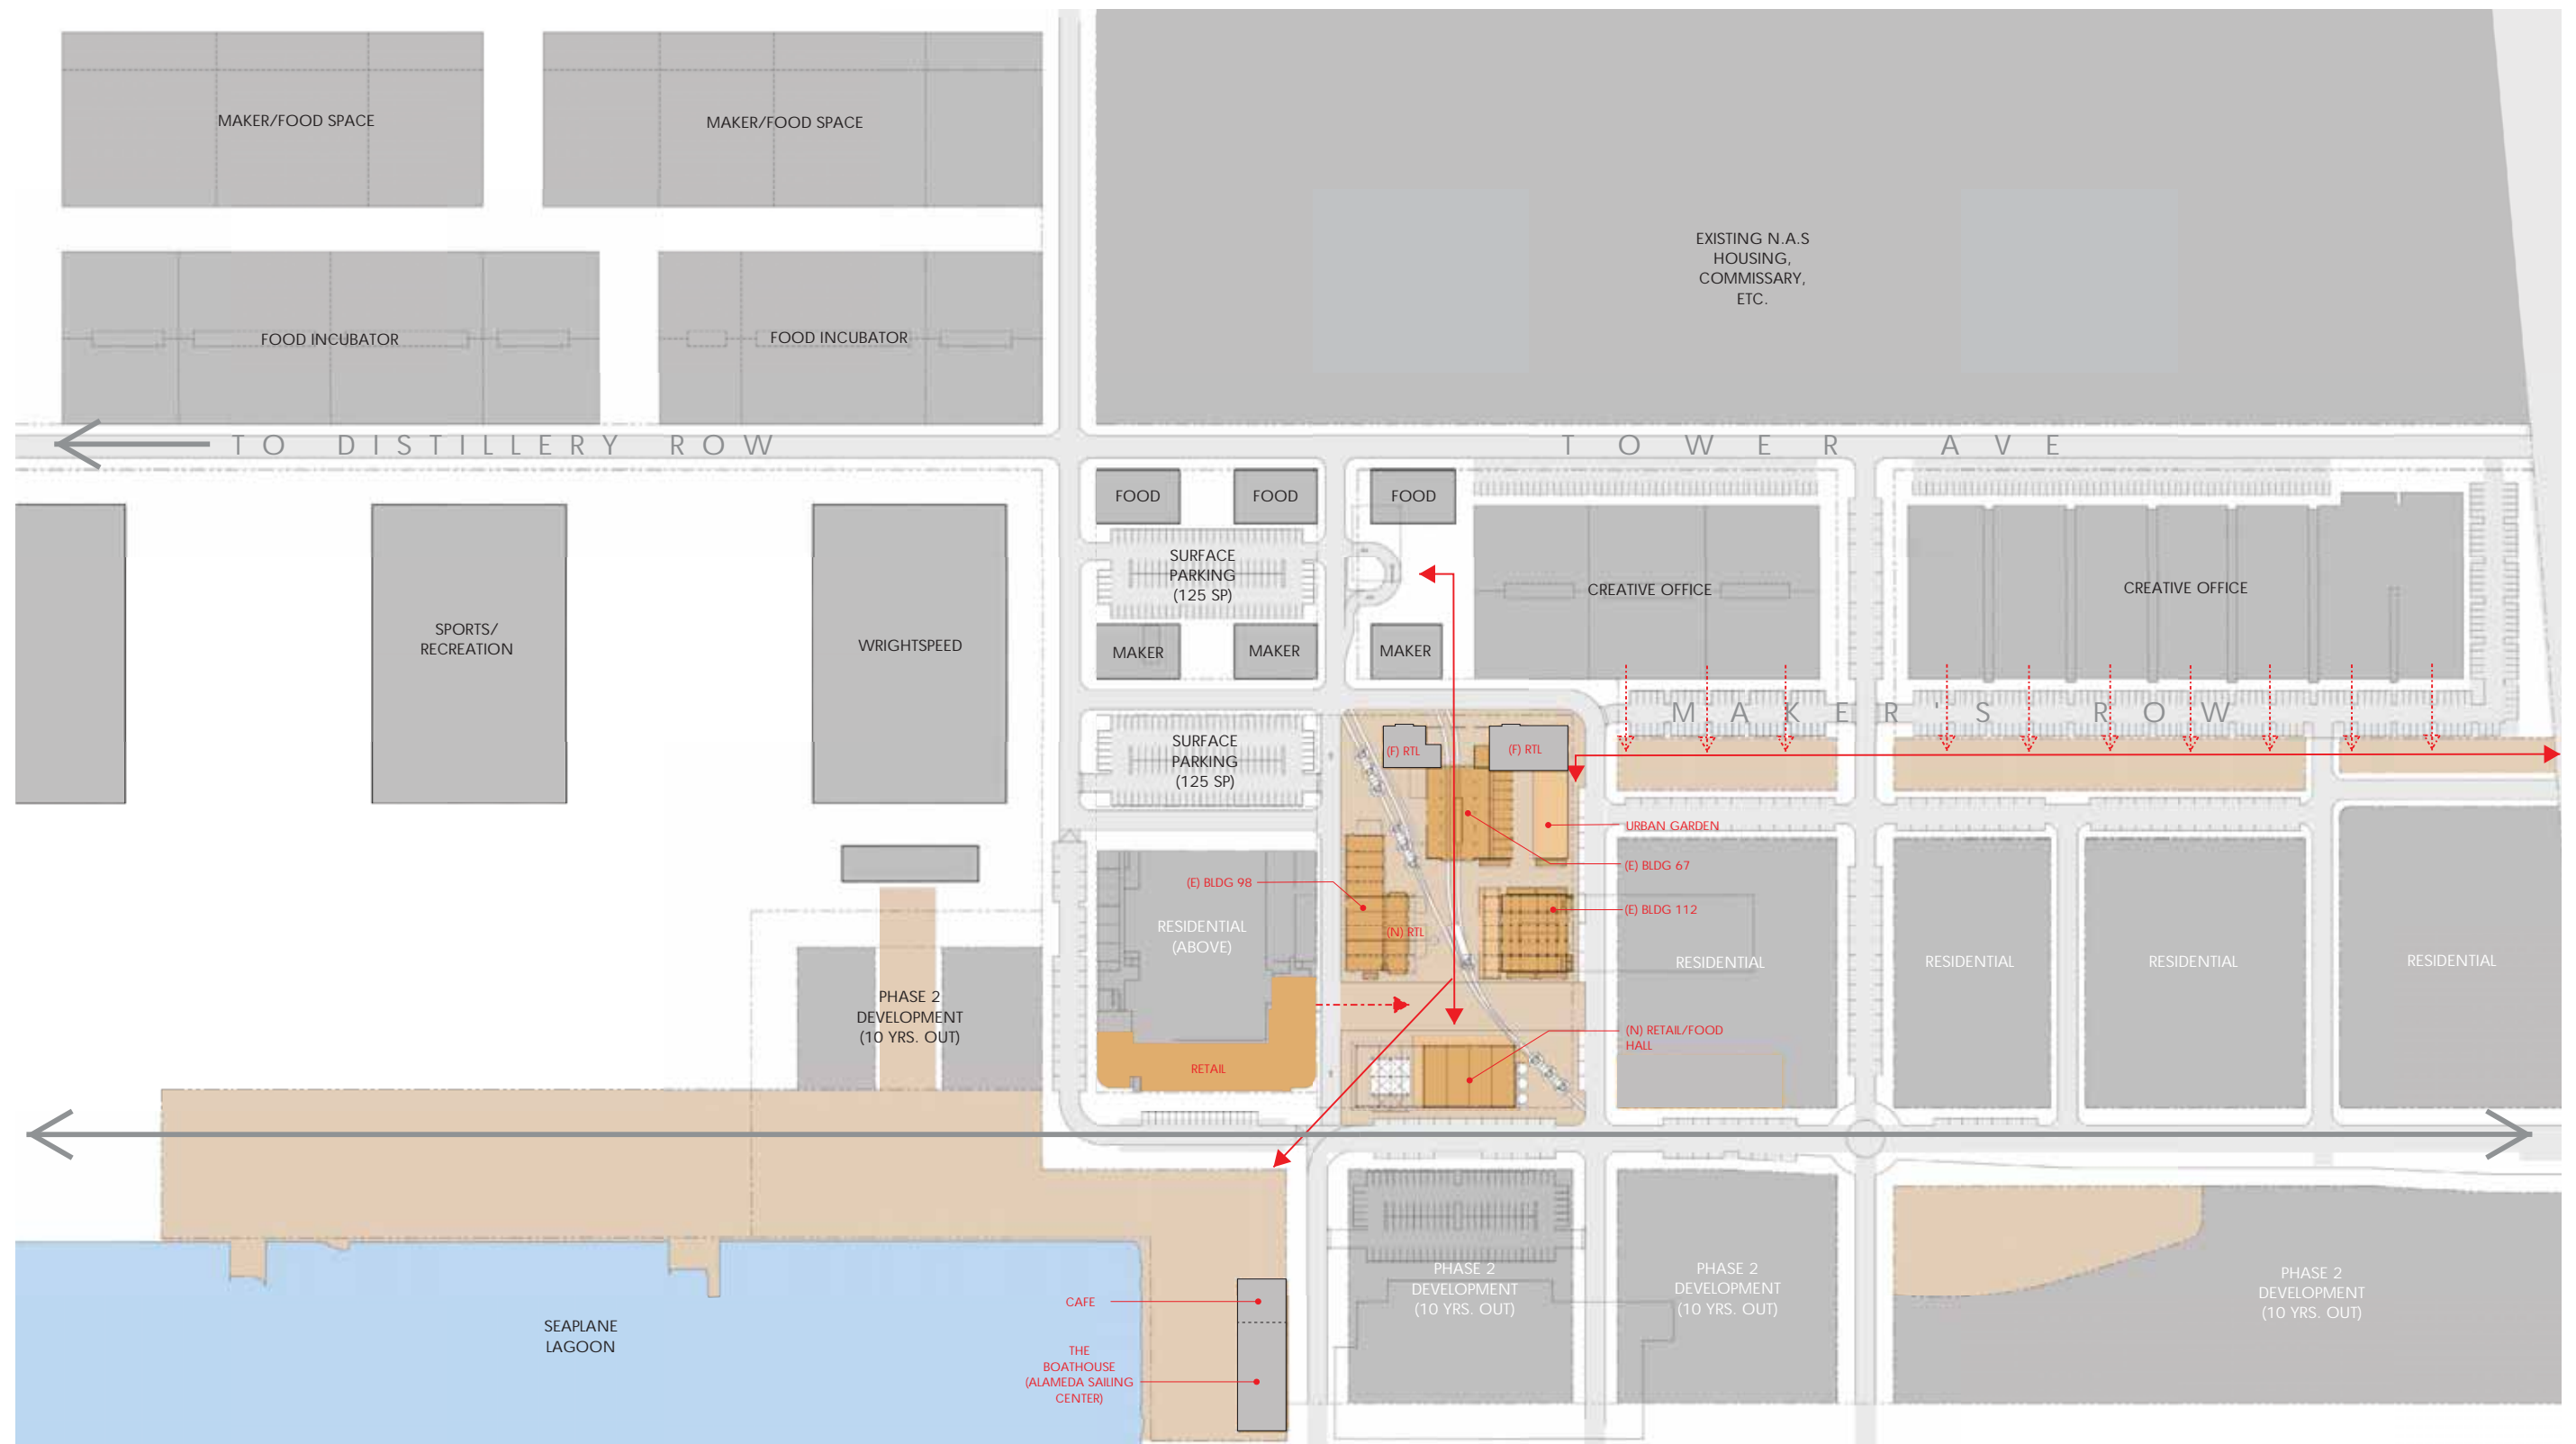 MAKER/FOOD SPACE
MAKER/FOOD SPACE
EXISTING N.A.S
HOUSING,
COMMISSARY,
ETC.
FOOD INCUBATOR
FOOD INCUBATOR
TO DISTILLERY ROW
TOWER AVE
FOOD
FOOD
FOOD
SURFACE
PARKING
(125 SP)
CREATIVE OFFICE
CREATIVE OFFICE
SPORTS/
RECREATION
WRIGHTSPEED
MAKER
MAKER
MAKER
MAKER'S ROW
SURFACE
PARKING
(125 SP)
(F) RTL
(F) RTL
URBAN GARDEN
(E) BLDG 67
(E) BLDG 98
(E) BLDG 112
RESIDENTIAL
(ABOVE)
(N) RTL
RESIDENTIAL
RESIDENTIAL
RESIDENTIAL
RESIDENTIAL
PHASE 2
DEVELOPMENT
(10 YRS. OUT)
(N) RETAIL/FOOD
HALL
RETAIL
PHASE 2
DEVELOPMENT
(10 YRS. OUT)
PHASE 2
DEVELOPMENT
(10 YRS. OUT)
PHASE 2
DEVELOPMENT
(10 YRS. OUT)
CAFE
SEAPLANE
LAGOON
THE
BOATHOUSE
(ALAMEDA SAILING
CENTER)